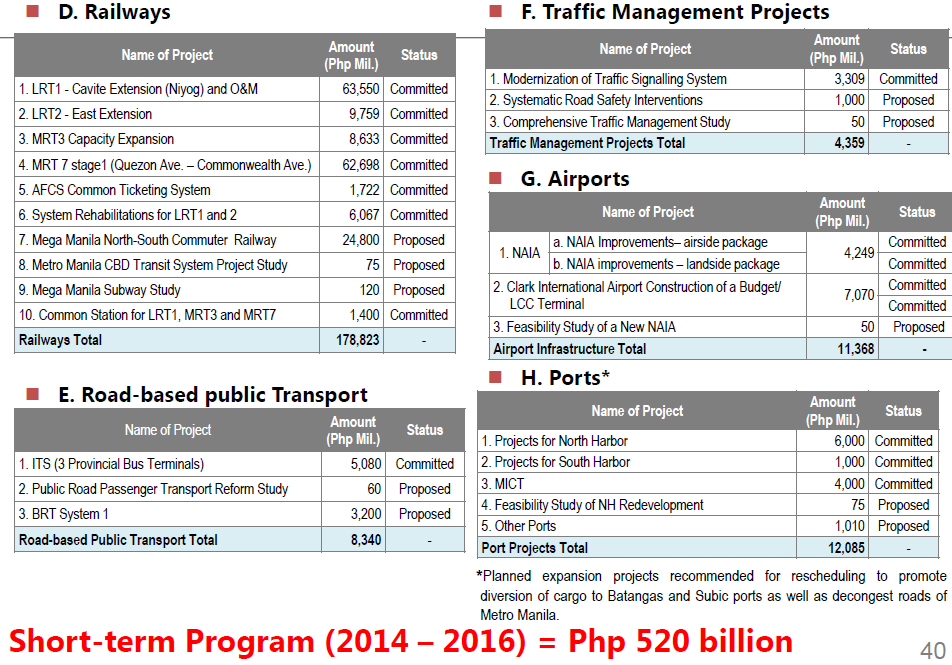 D. Railways
Name of Project Amount (Php Mil.) Status
1. LRT1 - Cavite Extension (Niyog) and O&M 63,550 Committed
2. LRT2 - East Extension 9,759 Committed
3. MRT3 Capacity Expansion 8,633 Committed
4. MRT 7 stage1 (Quezon Ave. – Commonwealth Ave.) 62,698 Committed
5. AFCS Common Ticketing System 1,722 Committed
6. System Rehabilitations for LRT1 and 2 6,067 Committed
7. Mega Manila North-South Commuter Railway 24,800 Proposed
8. Metro Manila CBD Transit System Project Study 75 Proposed
9. Mega Manila Subway Study 120 Proposed
10. Common Station for LRT1, MRT3 and MRT7 1,400 Committed
Railways Total 178,823 -
E. Road-based public Transport
Name of Project Amount (Php Mil.) Status
1. ITS (3 Provincial Bus Terminals) 5,080 Committed
2. Public Road Passenger Transport Reform Study 60 Proposed
3. BRT System 1 3,200 Proposed
Road-based Public Transport Total 8,340 -
F. Traffic Management Projects
Name of Project Amount (Php Mil.) Status
1. Modernization of Traffic Signalling System 3,309 Committed
2. Systematic Road Safety Interventions 1,000 Proposed
3. Comprehensive Traffic Management Study 50 Proposed
Traffic Management Projects Total 4,359 -
G. Airports
Name of Project Amount (Php Mil.) Status
1. NAIA a. NAIA Improvements– airside package 4,249 Committed
b. NAIA improvements – landside package Committed
2. Clark International Airport Construction of a Budget/ 7,070 Committed
LCC Terminal Committed
3. Feasibility Study of a New NAIA 50 Proposed
Airport Infrastructure Total 11,368 -
H. Ports*
Name of Project Amount (Php Mil.) Status
1. Projects for North Harbor 6,000 Committed
2. Projects for South Harbor 1,000 Committed
3. MICT 4,000 Committed
4. Feasibility Study of NH Redevelopment 75 Proposed
5. Other Ports 1,010 Proposed
Port Projects Total 12,085 -
*Planned expansion projects recommended for rescheduling to promote
diversion of cargo to Batangas and Subic ports as well as decongest roads of
Metro Manila.
Short-term Program (2014 – 2016) = Php 520 billion
40